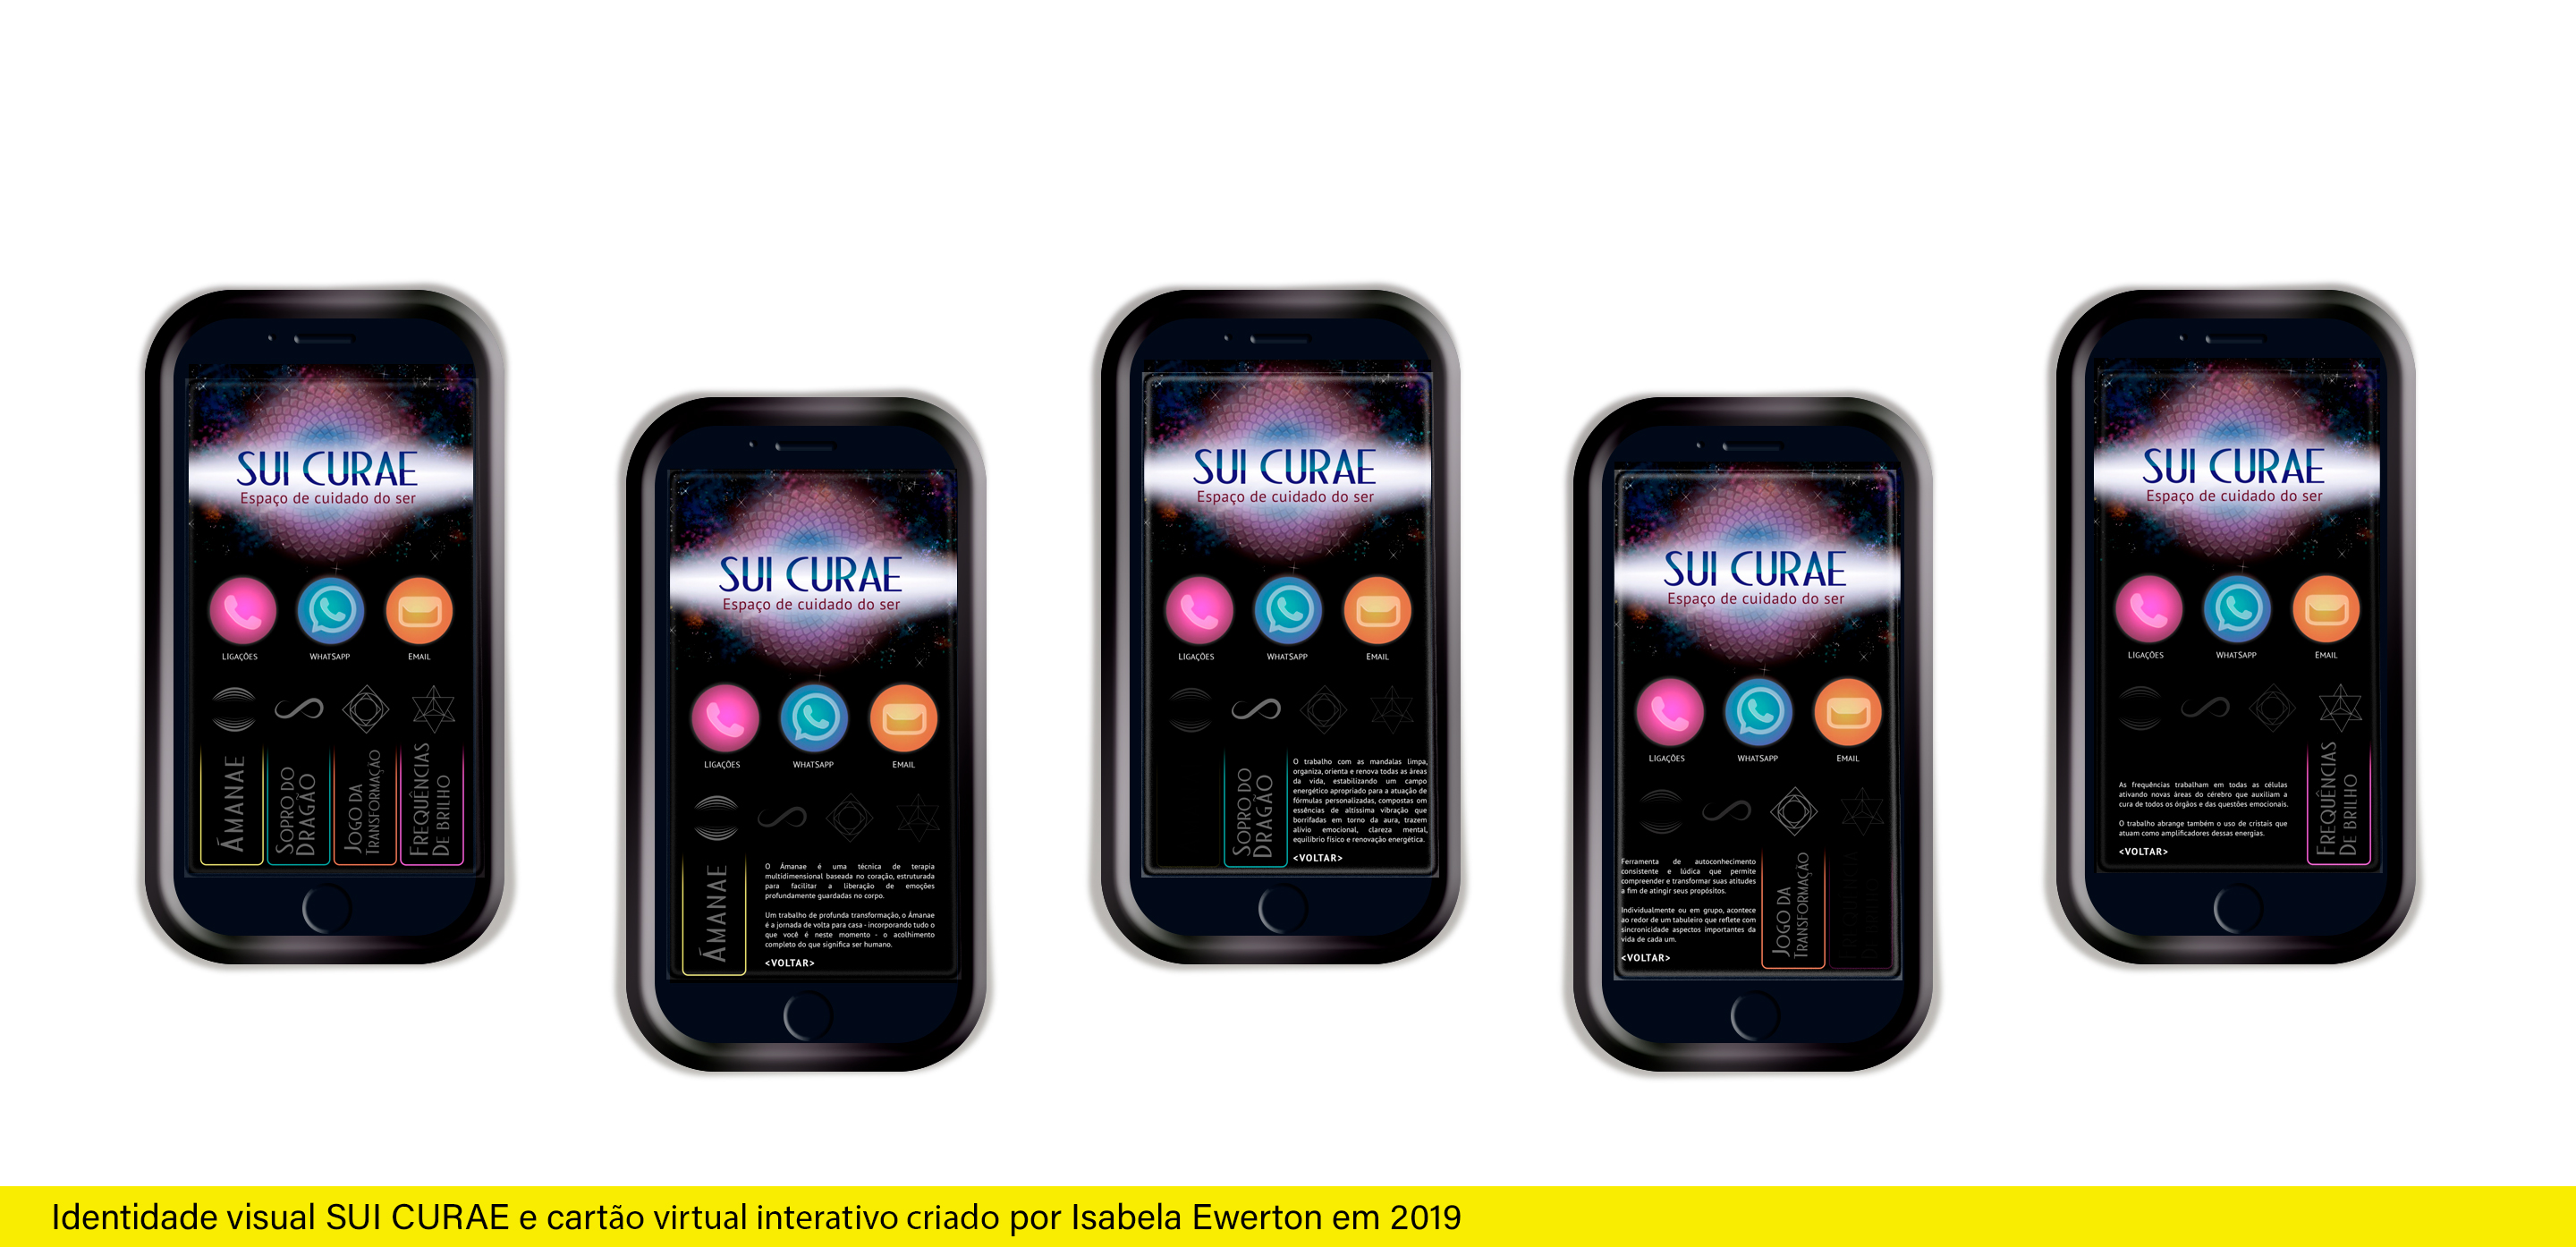 SUI CURAE
Espaço de cuidado do ser
LIGAÇÕES
WHATSAPP
EMAIL
ÂMANAE
SOPRO DO
DRAGÃO
JOGO DA
TRANSFORMAÇÃO
FREQUÊNCIAS
DE BRILHO
SUI CURAE
Espaço de cuidado do ser
LIGAÇÕES
WHATSAPP
EMAIL
ÂMANAE
O Âmanae é uma técnica de terapia
multidimensional baseada no coração, estruturada
para facilitar a liberação de emoções
profundamente guardadas no corpo.
Um trabalho de profunda transformação, o Âmanae
é a jornada de volta para casa - incorporando tudo o
que você é neste momento - o acolhimento
completo do que significa ser humano.
<VOLTAR>
SUI CURAE
Espaço de cuidado do ser
LIGAÇÕES
WHATSAPP
EMAIL
SOPRO DO
DRAGÃO
O trabalho com as mandalas limpa,
organiza, orienta e renova todas as áreas
da vida, estabilizando um campo
energético apropriado para a atuação de
fórmulas personalizadas, compostas om
essências de altíssima vibração que
borrifadas em torno da aura, trazem
alívio emocional, clareza mental,
equilíbrio físico e renovação energética.
<VOLTAR>
SUI CURAE
Espaço de cuidado do ser
LIGAÇÕES
WHATSAPP
EMAIL
Ferramenta de autoconhecimento
consistente e lúdica que permite
compreender e transformar suas atitudes
a fim de atingir seus propósitos.
Individualmente ou em grupo, acontece
ao redor de um tabuleiro que reflete com
sincronicidade aspectos importantes da
vida de cada um.
<VOLTAR>
JOGO DA
TRANSFORMAÇÃO
FREQUÊNCIA
DE BRILHO
SUI CURAE
Espaço de cuidado do ser
LIGAÇÕES
WHATSAPP
EMAIL
As frequências trabalham em todas as células
ativando novas àreas do cérebro que auxiliam a
cura de todos os órgãos e das questões emocionais.
O trabalho abrange também o uso de cristais que
atuam como amplificadores dessas energias.
<VOLTAR>
FREQUÊNCIAS
DE BRILHO
Identidade visual SUI CURAE e cartão virtual interativo criado por Isabela Ewerton em 2019